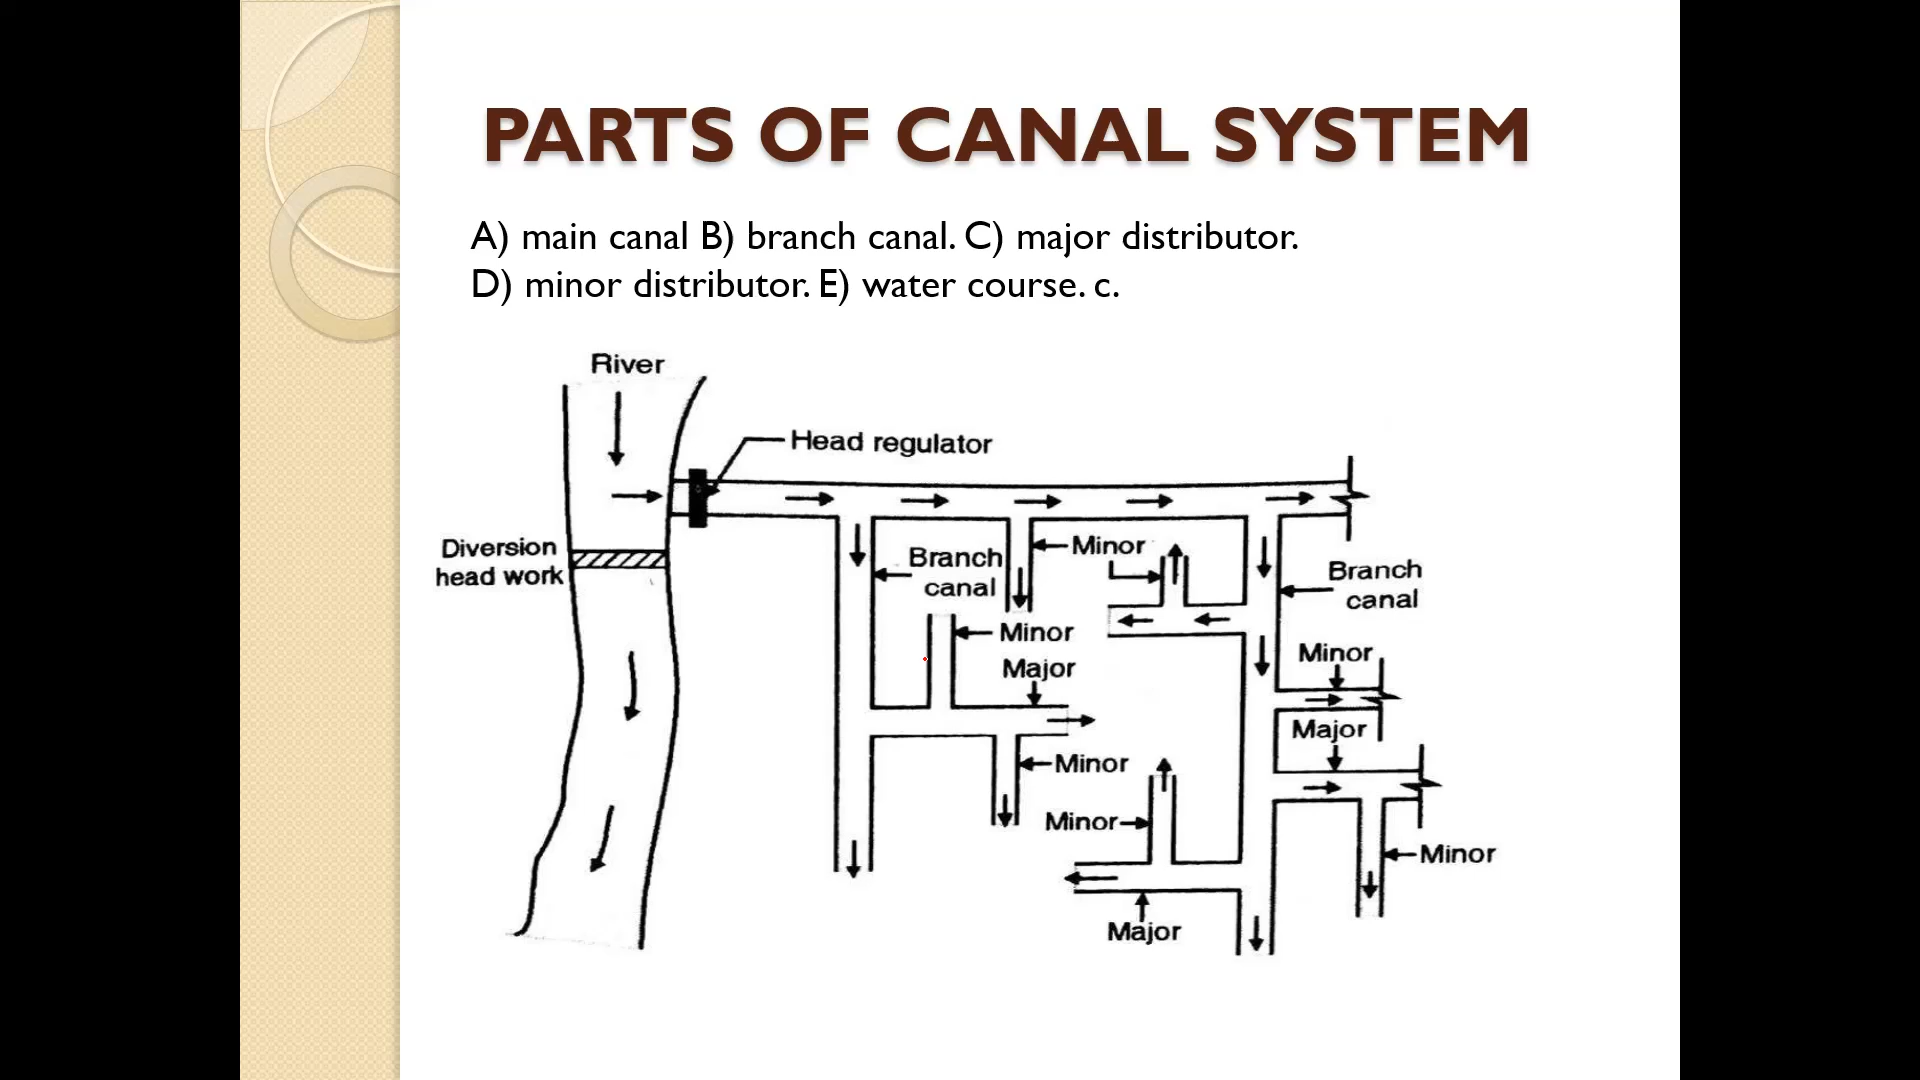 PARTS OF CANAL SYSTEM
A) main canal B) branch canal. C) major distributor.
D) minor distributor. E) water course. c.
River
Head regulator
Diversion
head work
Branch
canal
Minor
Branch
canal
Minor
Major
Minor
Major
Minor
Minor
Minor
Major